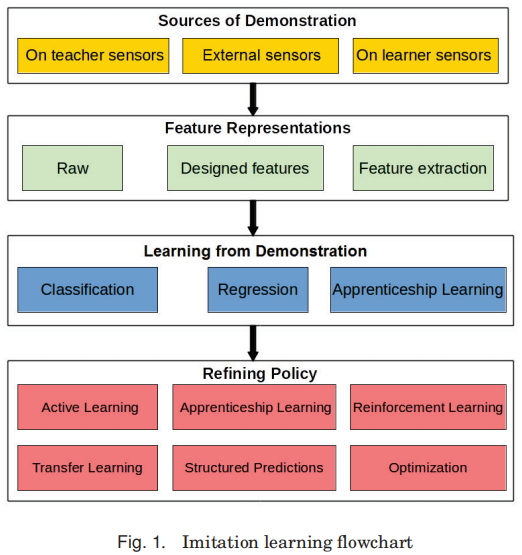 Sources of Demonstration
On teacher sensors
External sensors
On learner sensors
Feature Representations
Raw
Designed features
Feature extraction
Learning from Demonstration
Classification
Regression
Apprenticeship Learning
Refining Policy
Active Learning
Apprenticeship Learning
Reinforcement Learning
Transfer Learning
Structured Predictions
Optimization
Fig. 1. Imitation learning flowchart